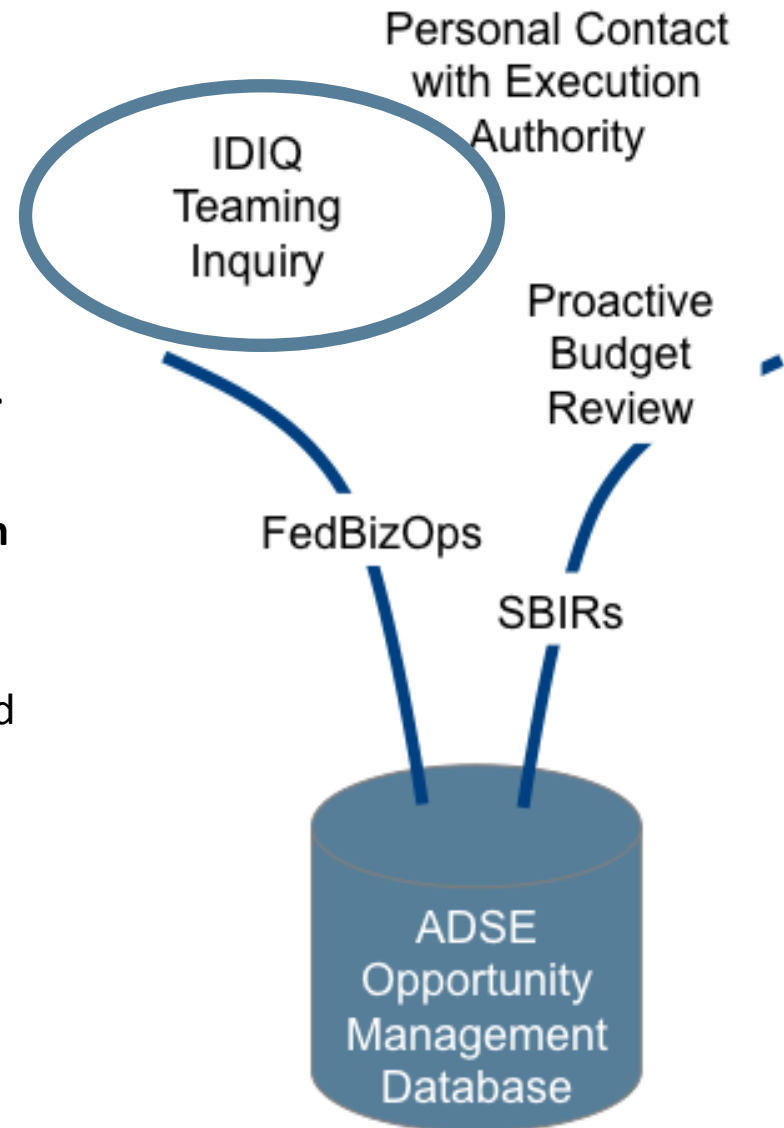 Personal Contact
with Execution
Authority
IDIQ
Teaming
Inquiry
Proactive
Budget
Review
FedBizOps
SBIRs
ADSE
Opportunity
Management
Database